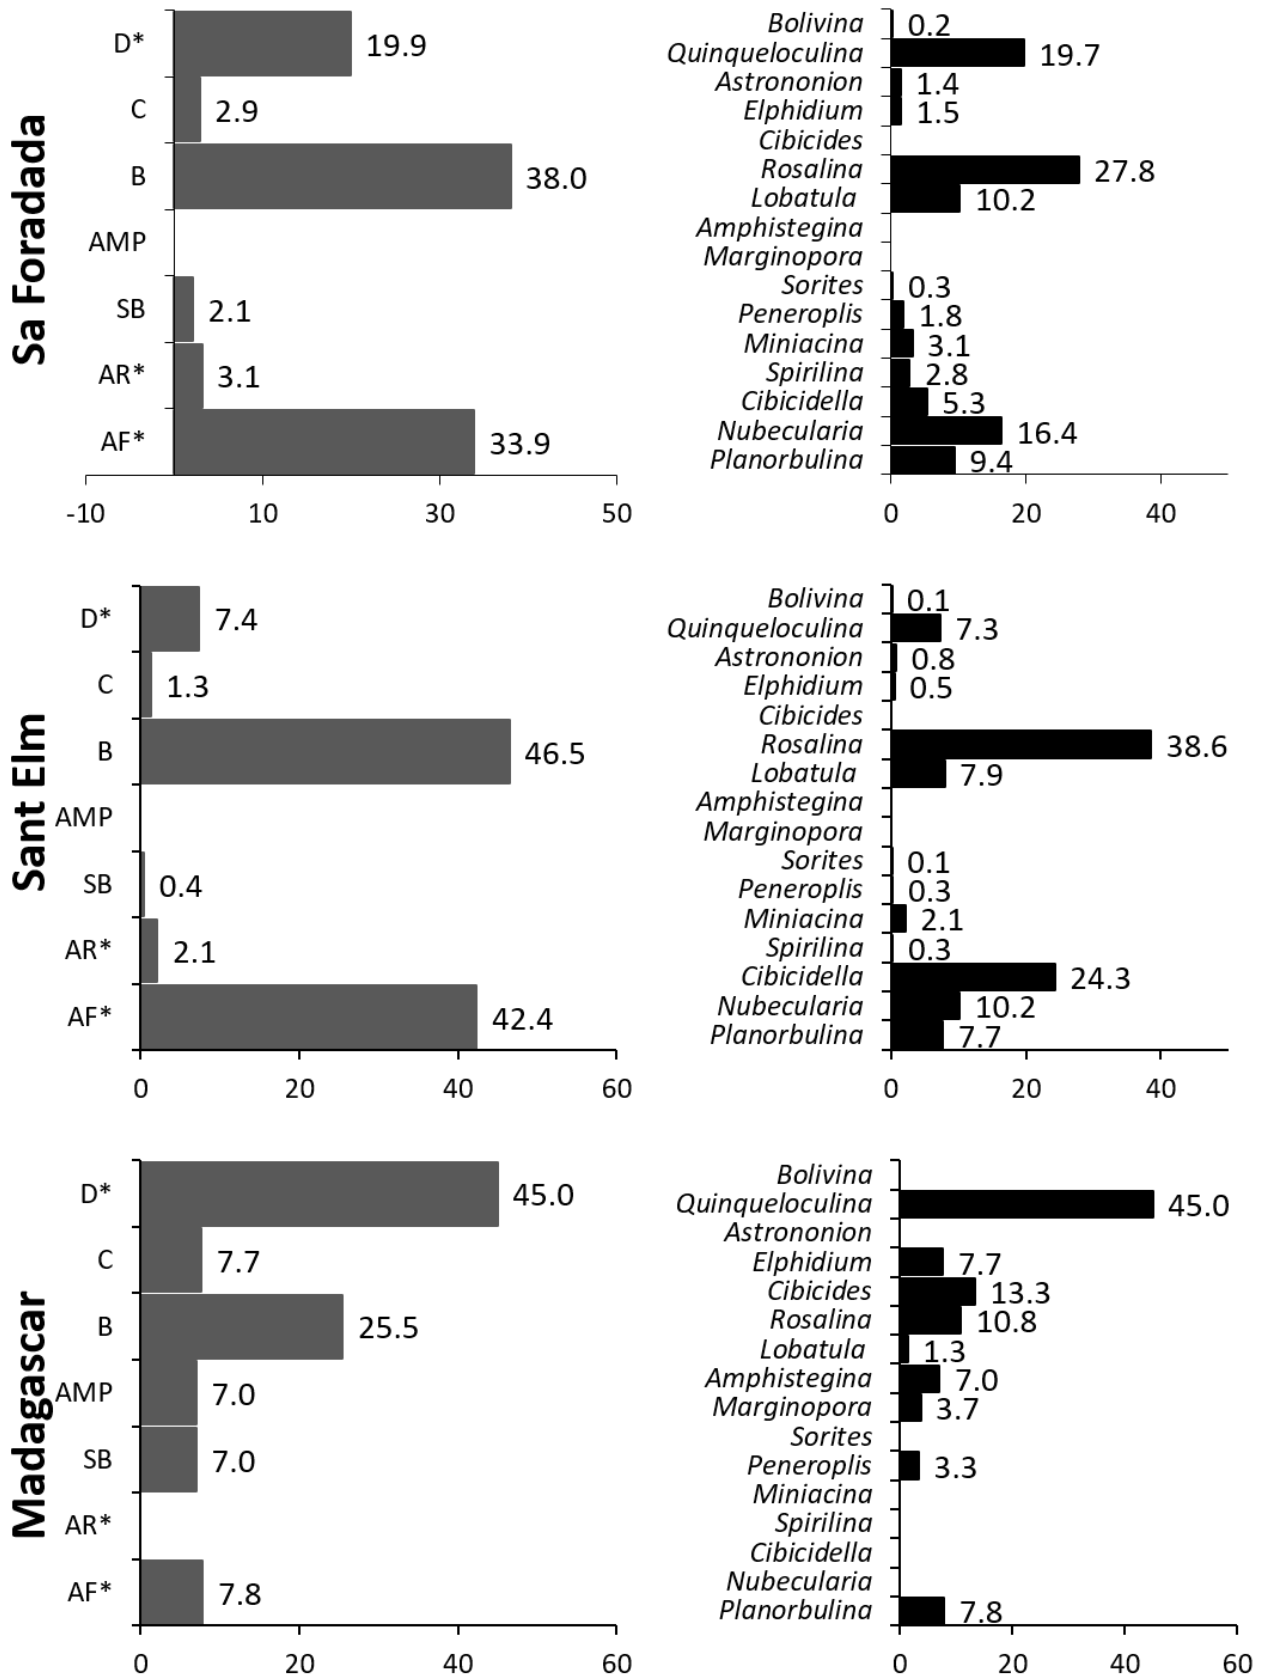 Sa Foradada
D* 19.9
C 2.9
B 38.0
AMP
SB 2.1
AR* 3.1
AF* 33.9
-10 10 30 50
Bolivina 0.2
Quinqueloculina 19.7
Astrononion 1.4
Elphidium 1.5
Cibicides
Rosalina 27.8
Lobatula 10.2
Amphistegina
Marginopora
Sorites 0.3
Peneroplis 1.8
Miniacina 3.1
Spirilina 2.8
Cibicidella 5.3
Nubecularia 16.4
Planorbulina 9.4
0 20 40
Sant Elm
D* 7.4
C 1.3
B 46.5
AMP
SB 0.4
AR* 2.1
AF* 42.4
0 20 40 60
Bolivina 0.1
Quinqueloculina 7.3
Astrononion 0.8
Elphidium 0.5
Cibicides
Rosalina 38.6
Lobatula 7.9
Amphistegina
Marginopora
Sorites 0.1
Peneroplis 0.3
Miniacina 2.1
Spirilina 0.3
Cibicidella 24.3
Nubecularia 10.2
Planorbulina 7.7
0 20 40
Madagascar
D* 45.0
C 7.7
B 25.5
AMP 7.0
SB 7.0
AR*
AF* 7.8
0 20 40 60
Bolivina
Quinqueloculina 45.0
Astrononion
Elphidium 7.7
Cibicides 13.3
Rosalina 10.8
Lobatula 1.3
Amphistegina 7.0
Marginopora 3.7
Sorites
Peneroplis 3.3
Miniacina
Spirilina
Cibicidella
Nubecularia
Planorbulina 7.8
0 20 40 60